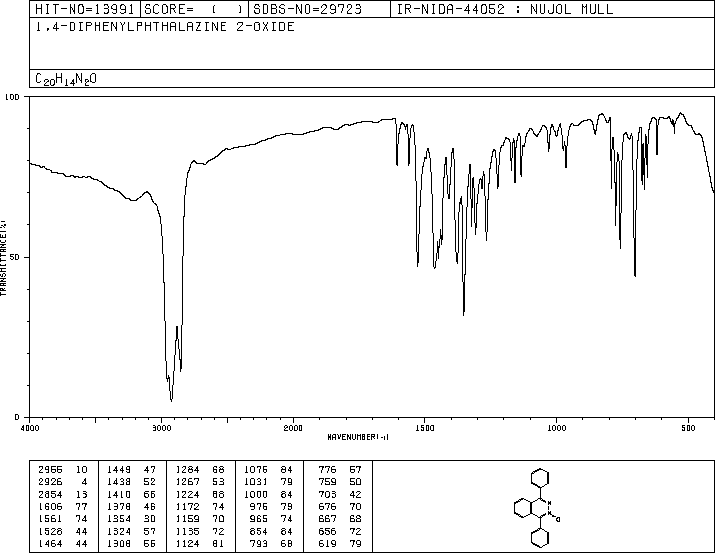 HIT-NO=13991 SCORE= ( ) SDBS-NO=29723 IR-NIDA-44052 : NUJOL MULL
1,4-DIPHENYLPHTHALAZINE 2-OXIDE
C20H14N2O
100
50
0
TRANSMITTANCE(%)
4000 3000 2000 1500 1000 500
WAVENUMBER(-1)
2955 10 1449 47 1284 68 1076 84 776 57
2926 4 1438 52 1267 53 1031 79 759 50
2854 13 1410 66 1224 68 1000 84 703 42
1606 77 1378 46 1172 74 976 79 676 70
1561 74 1354 30 1159 70 965 74 667 68
1528 44 1324 57 1135 72 854 84 656 72
1464 44 1308 55 1124 81 793 68 619 79
N
N
O